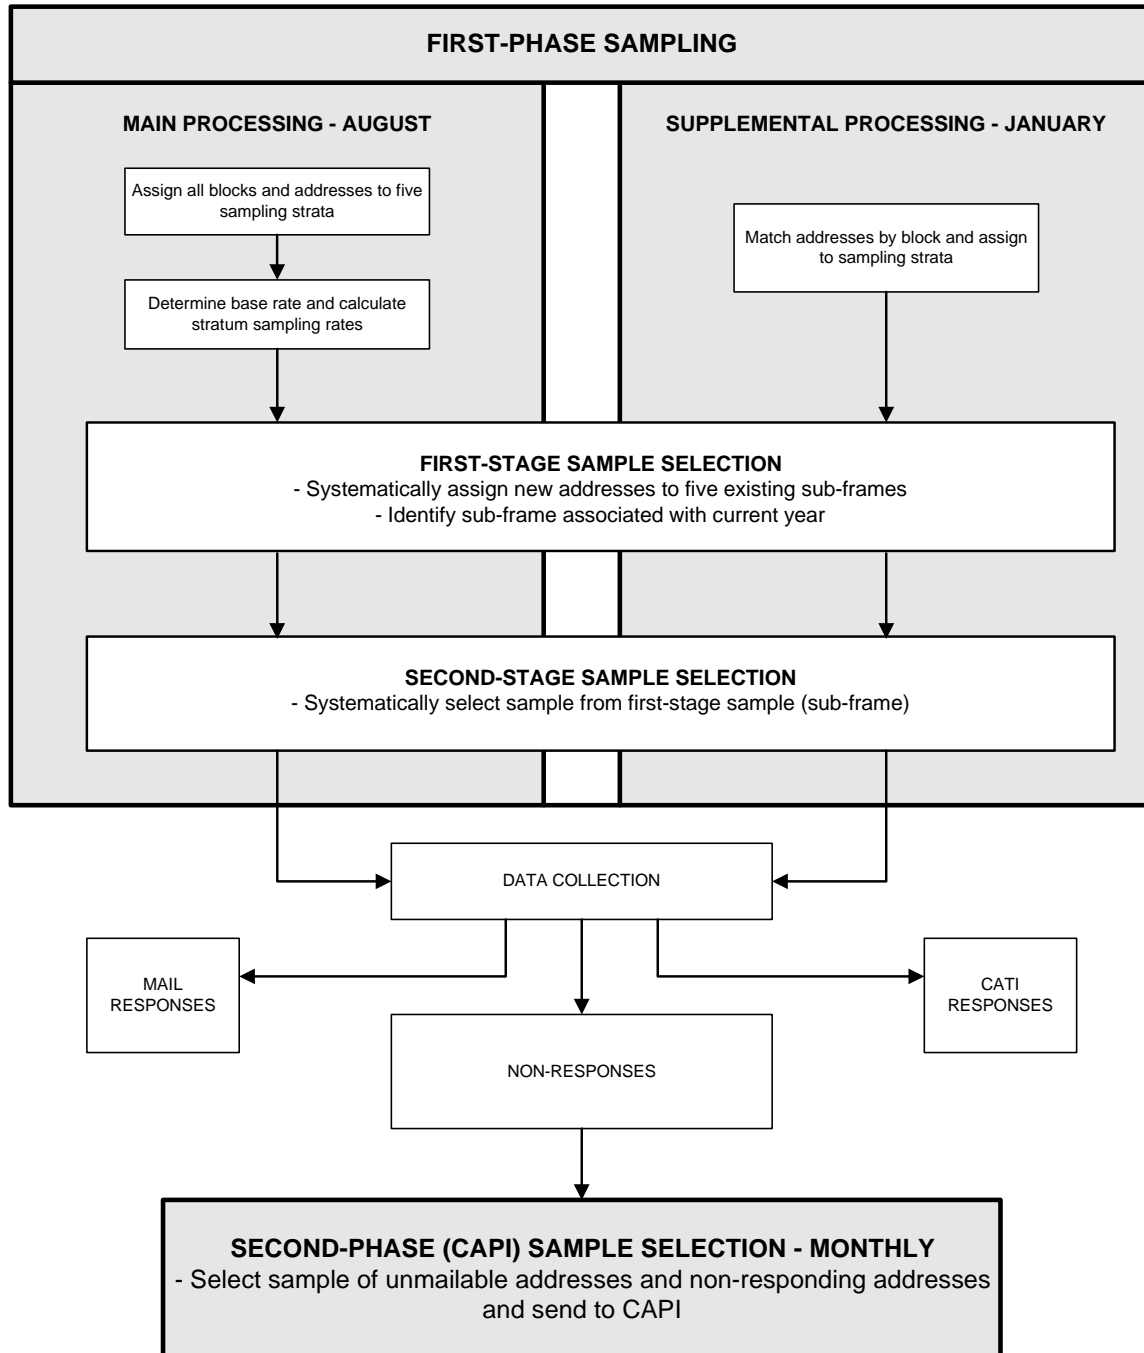 FIRST-PHASE SAMPLING
MAIN PROCESSING - AUGUST
Assign all blocks and addresses to five
sampling strata
Determine base rate and calculate
stratum sampling rates
SUPPLEMENTAL PROCESSING - JANUARY
Match addresses by block and assign
to sampling strata
FIRST-STAGE SAMPLE SELECTION
- Systematically assign new addresses to five existing sub-frames
- Identify sub-frame associated with current year
SECOND-STAGE SAMPLE SELECTION
- Systematically select sample from first-stage sample (sub-frame)
DATA COLLECTION
MAIL
RESPONSES
CATI
RESPONSES
NON-RESPONSES
SECOND-PHASE (CAPI) SAMPLE SELECTION - MONTHLY
- Select sample of unmailable addresses and non-responding addresses
and send to CAPI